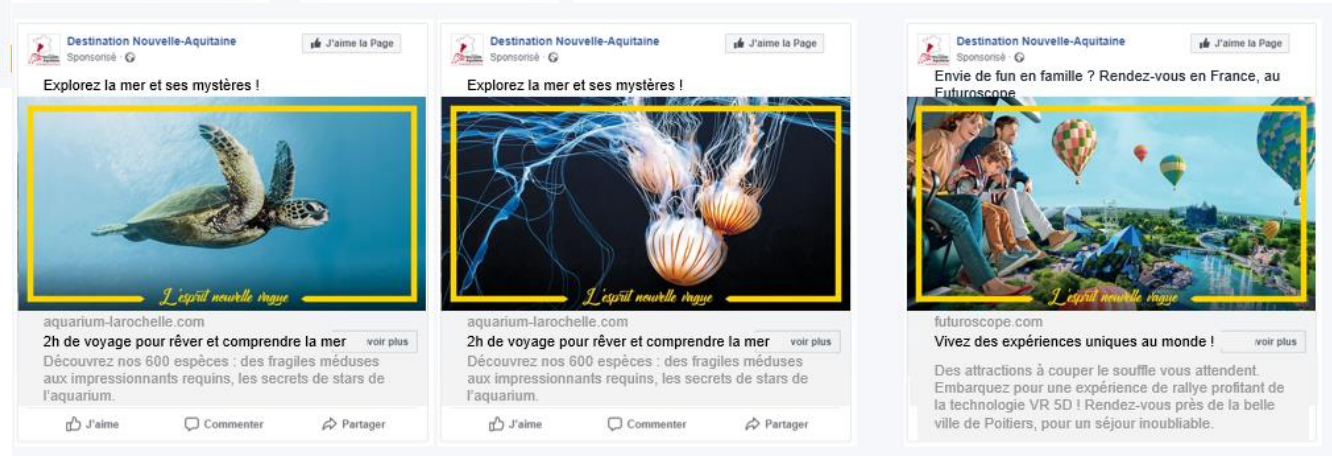 Destination Nouvelle-Aquitaine
Sponsorisé ·
J'aime la Page
Explorez la mer et ses mystères !
L'esprit nouvelle vague
aquarium-larochelle.com
2h de voyage pour rêver et comprendre la mer
voir plus
Découvrez nos 600 espèces : des fragiles méduses
aux impressionnants requins, les secrets de stars de
l'aquarium.
J'aime
Commenter
Partager
Destination Nouvelle-Aquitaine
Sponsorisé ·
J'aime la Page
Explorez la mer et ses mystères !
L'esprit nouvelle vague
aquarium-larochelle.com
2h de voyage pour rêver et comprendre la mer
voir plus
Découvrez nos 600 espèces : des fragiles méduses
aux impressionnants requins, les secrets de stars de
l'aquarium.
J'aime
Commenter
Partager
Destination Nouvelle-Aquitaine
Sponsorisé ·
J'aime la Page
Envie de fun en famille ? Rendez-vous en France, au
Futuroscope
L'esprit nouvelle vague
futuroscope.com
Vivez des expériences uniques au monde !
voir plus
Des attractions à couper le souffle vous attendent.
Embarquez pour une expérience de rallye profitant de
la technologie VR 5D ! Rendez-vous près de la belle
ville de Poitiers, pour un séjour inoubliable.